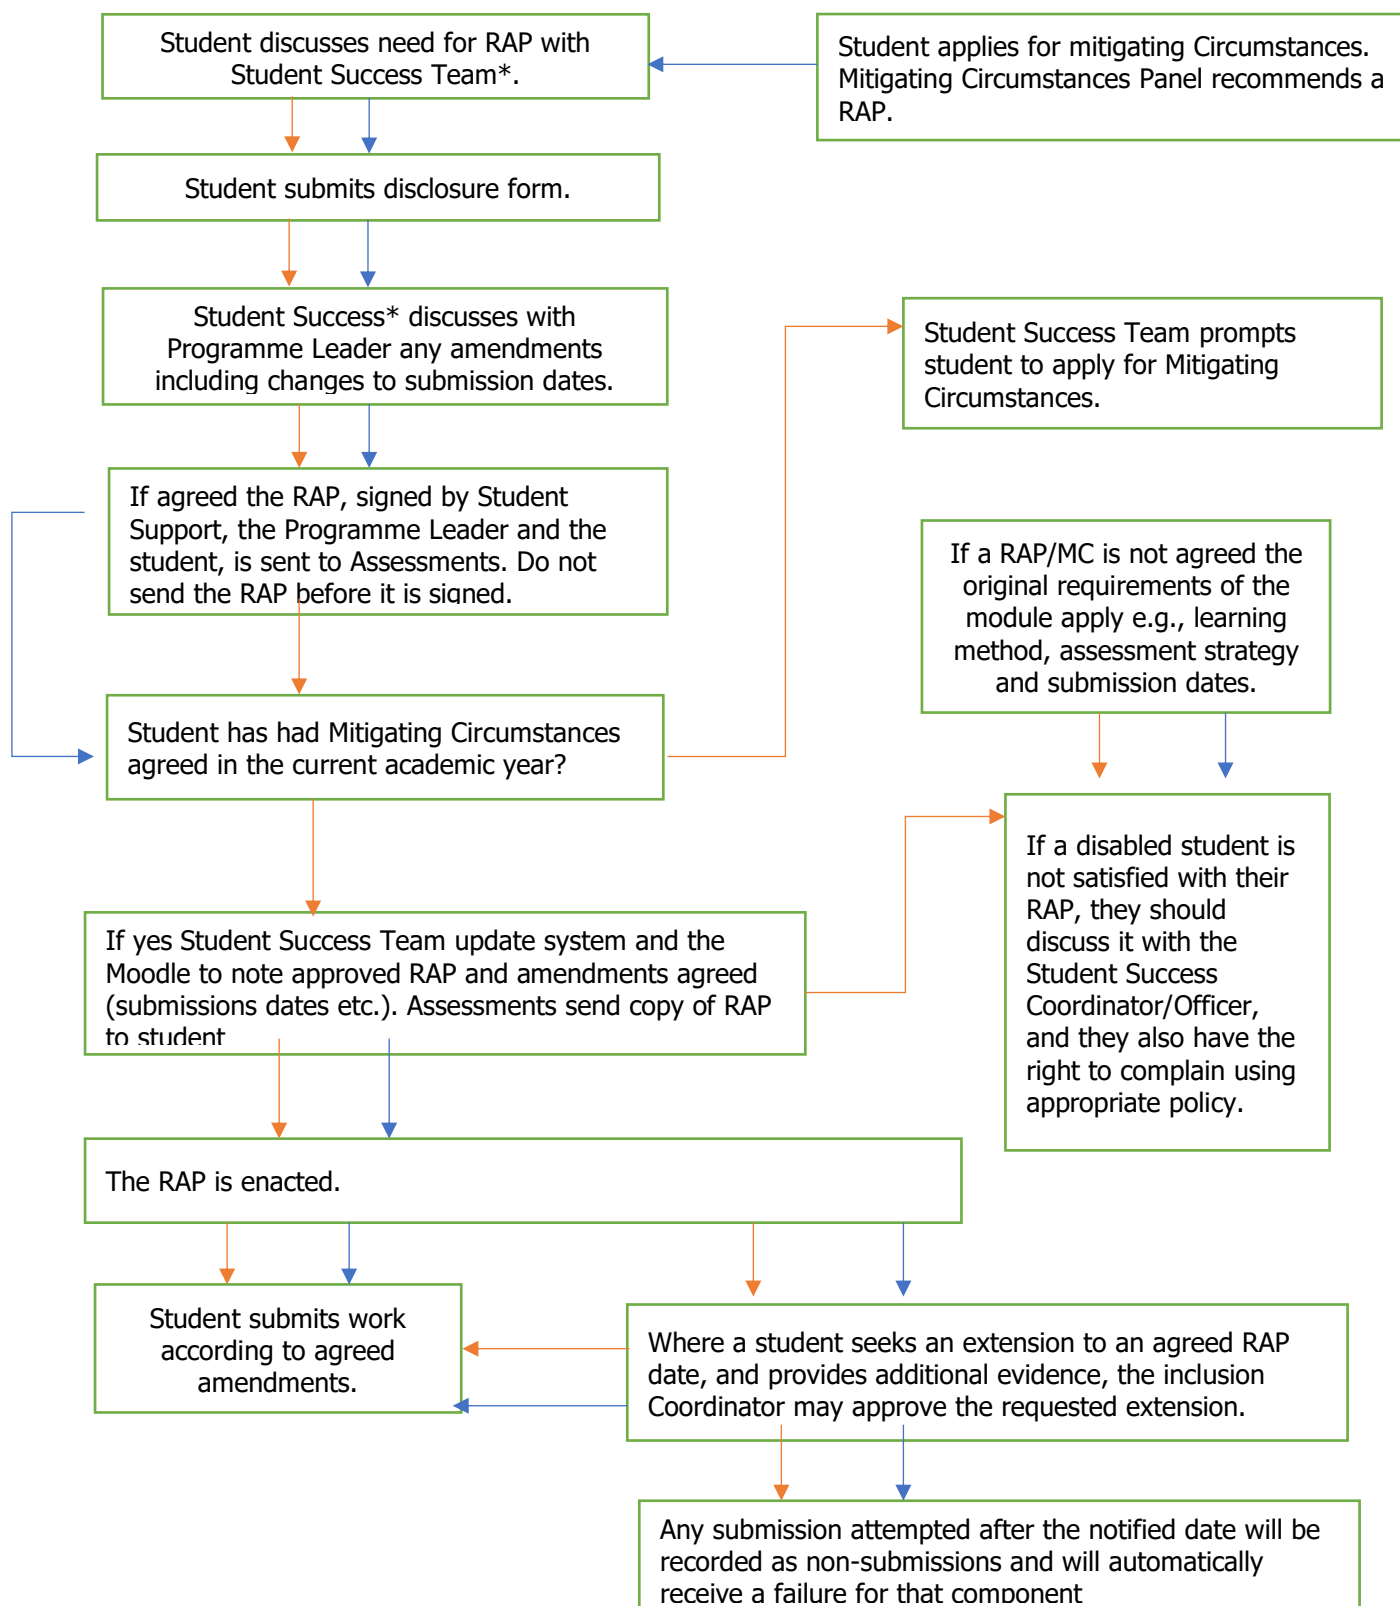 Student discusses need for RAP with
Student Success Team*.
Student applies for mitigating Circumstances.
Mitigating Circumstances Panel recommends a
RAP.
Student submits disclosure form.
Student Success* discusses with
Programme Leader any amendments
including changes to submission dates.
Student Success Team prompts
student to apply for Mitigating
Circumstances.
If agreed the RAP, signed by Student
Support, the Programme Leader and the
student, is sent to Assessments. Do not
send the RAP before it is signed.
If a RAP/MC is not agreed the
original requirements of the
module apply e.g., learning
method, assessment strategy
and submission dates.
Student has had Mitigating Circumstances
agreed in the current academic year?
If a disabled student is
not satisfied with their
RAP, they should
discuss it with the
Student Success
Coordinator/Officer,
and they also have the
right to complain using
appropriate policy.
If yes Student Success Team update system and the
Moodle to note approved RAP and amendments agreed
(submissions dates etc.). Assessments send copy of RAP
to student
The RAP is enacted.
Student submits work
according to agreed
amendments.
Where a student seeks an extension to an agreed RAP
date, and provides additional evidence, the inclusion
Coordinator may approve the requested extension.
Any submission attempted after the notified date will be
recorded as non-submissions and will automatically
receive a failure for that component